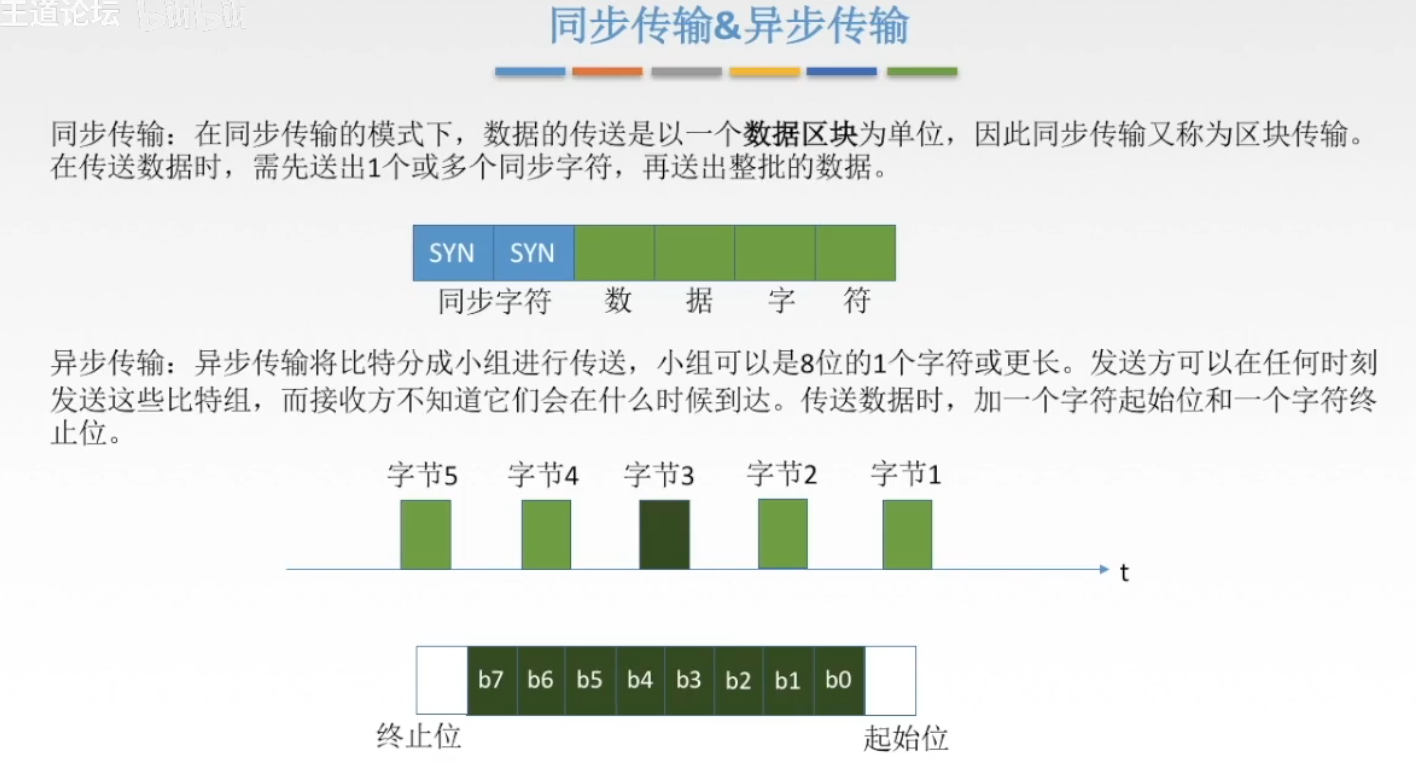 王道论坛 bilibili
同步传输&异步传输
同步传输：在同步传输的模式下，数据的传送是以一个数据区块为单位，因此同步传输又称为区块传输。
在传送数据时，需先送出1个或多个同步字符，再送出整批的数据。
SYN SYN
同步字符 数 据 字 符
异步传输：异步传输将比特分成小组进行传送，小组可以是8位的1个字符或更长。发送方可以在任何时刻
发送这些比特组，而接收方不知道它们会在什么时候到达。传送数据时，加一个字符起始位和一个字符终
止位。
字节5 字节4 字节3 字节2 字节1
t
b7 b6 b5 b4 b3 b2 b1 b0
终止位 起始位